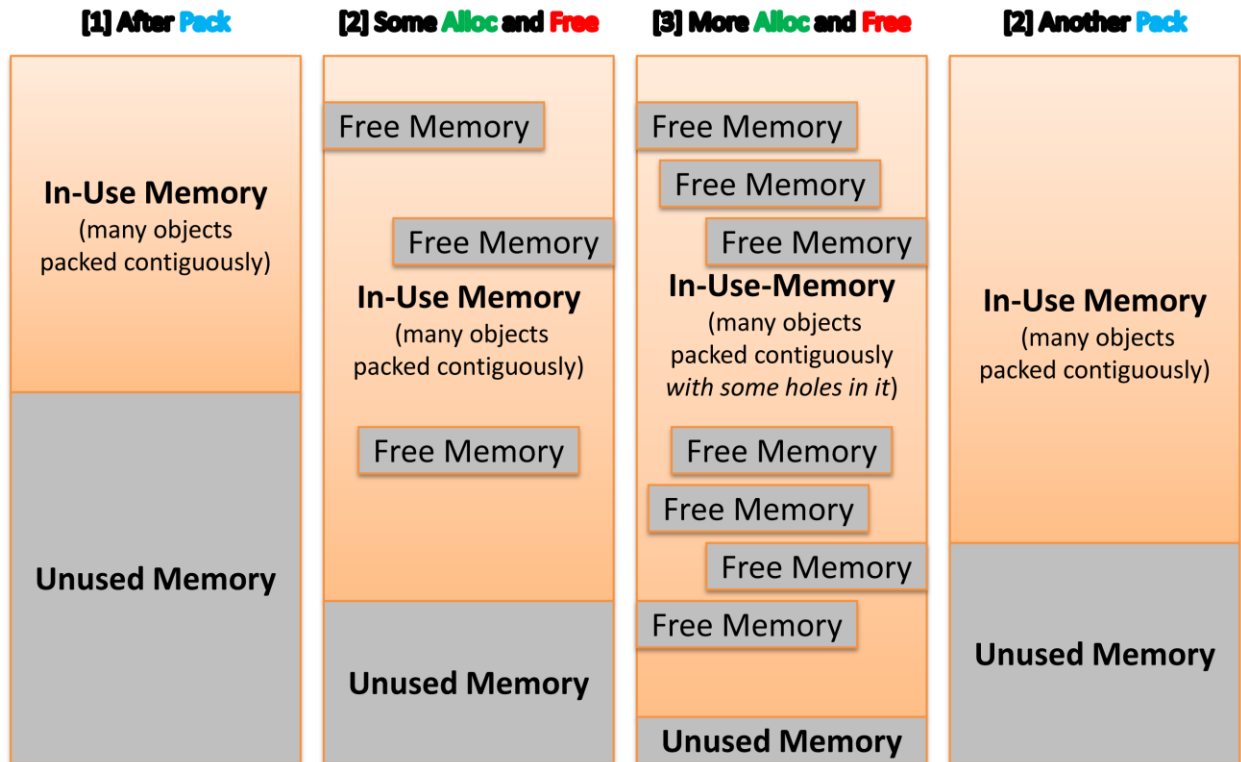 [1] After Pack
In-Use Memory
(many objects
packed contiguously)
Unused Memory
[2] Some Alloc and Free
Free Memory
Free Memory
In-Use Memory
(many objects
packed contiguously)
Free Memory
Unused Memory
[3] More Alloc and Free
Free Memory
Free Memory
Free Memory
In-Use-Memory
(many objects
packed contiguously
with some holes in it)
Free Memory
Free Memory
Free Memory
Free Memory
Unused Memory
[2] Another Pack
In-Use Memory
(many objects
packed contiguously)
Unused Memory